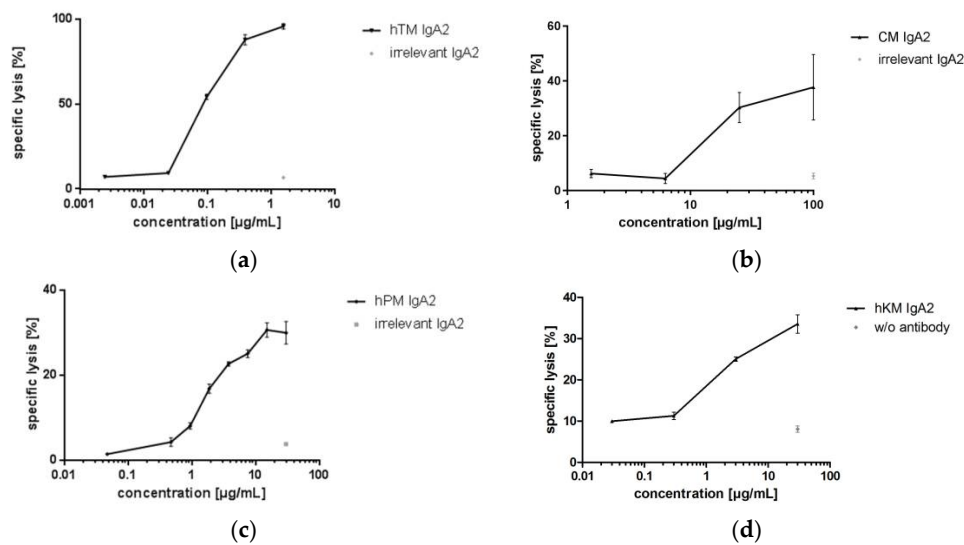 100
50
0
0.001
0.01
0.1
1
10
specific lysis [%]
concentration [µg/mL]
hTM IgA2
irrelevant IgA2
(a)
60
40
20
0
1
10
100
specific lysis [%]
concentration [µg/mL]
CM IgA2
irrelevant IgA2
(b)
40
20
0
0.01
0.1
1
10
100
specific lysis [%]
concentration [µg/mL]
hPM IgA2
irrelevant IgA2
(c)
40
30
20
10
0
0.01
0.1
1
10
100
specific lysis [%]
concentration [µg/mL]
hKM IgA2
w/o antibody
(d)